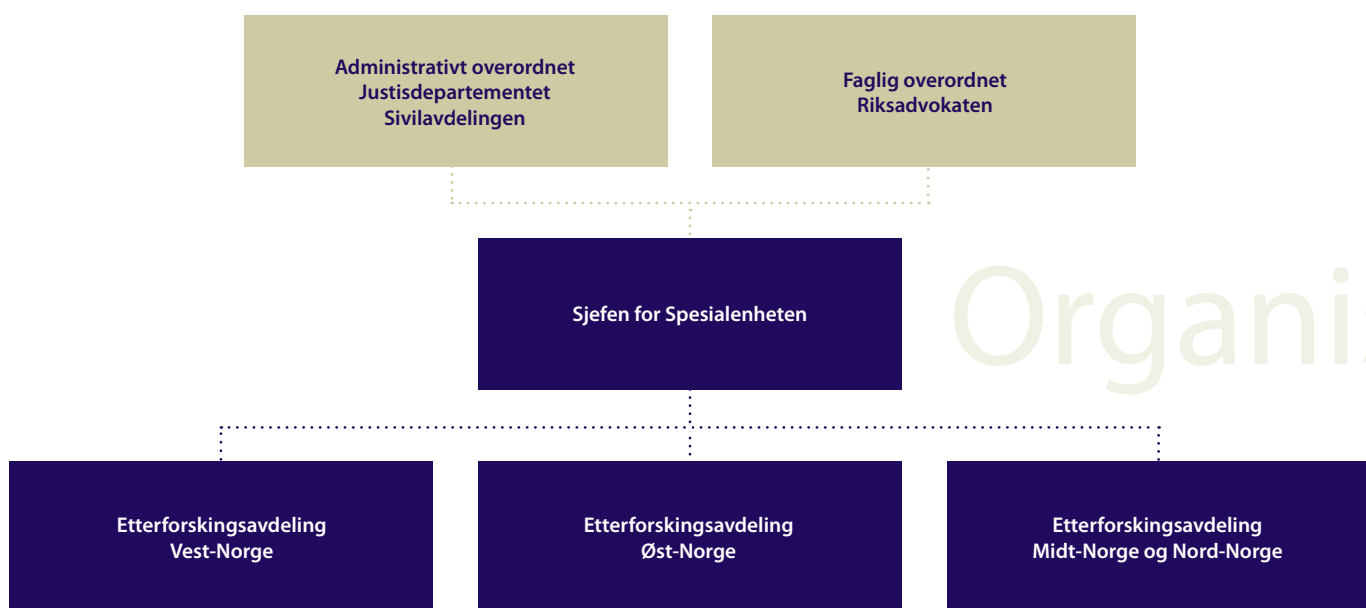 Administrativt overordnet
Justisdepartementet
Sivilavdelingen
Faglig overordnet
Riksadvokaten
Sjefen for Spesialenheten
Organis
Etterforskingsavdeling
Vest-Norge
Etterforskingsavdeling
Øst-Norge
Etterforskingsavdeling
Midt-Norge og Nord-Norge